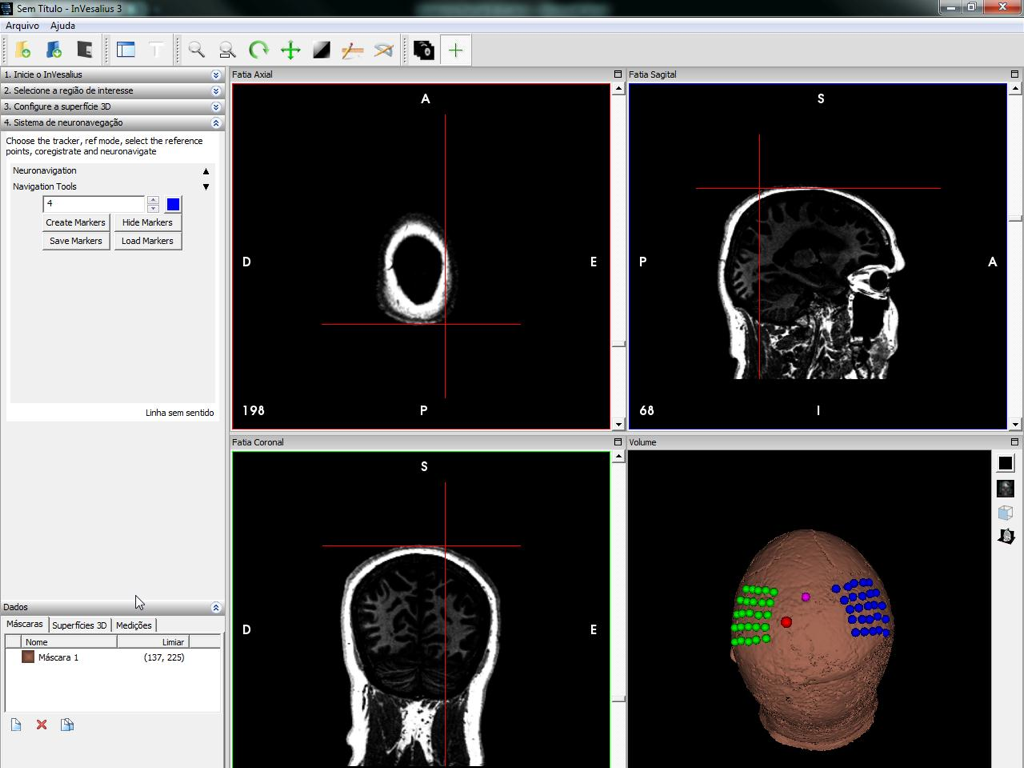 Sem Título - InVesalius 3
Arquivo Ajuda
1. Inicie o InVesalius
2. Selecione a região de interesse
3. Configure a superfície 3D
4. Sistema de neuronavegação
Choose the tracker, ref mode, select the reference
points, coregistrate and neuronavigate
Neuronavigation
Navigation Tools
4
Create Markers Hide Markers
Save Markers Load Markers
Linha sem sentido
Dados
Máscaras Superfícies 3D Medições
Nome Limiar
Máscara 1 (137, 225)
Fatia Axial
A
D E
198 P
Fatia Sagital
S
P A
68 I
Fatia Coronal
S
D E
Volume